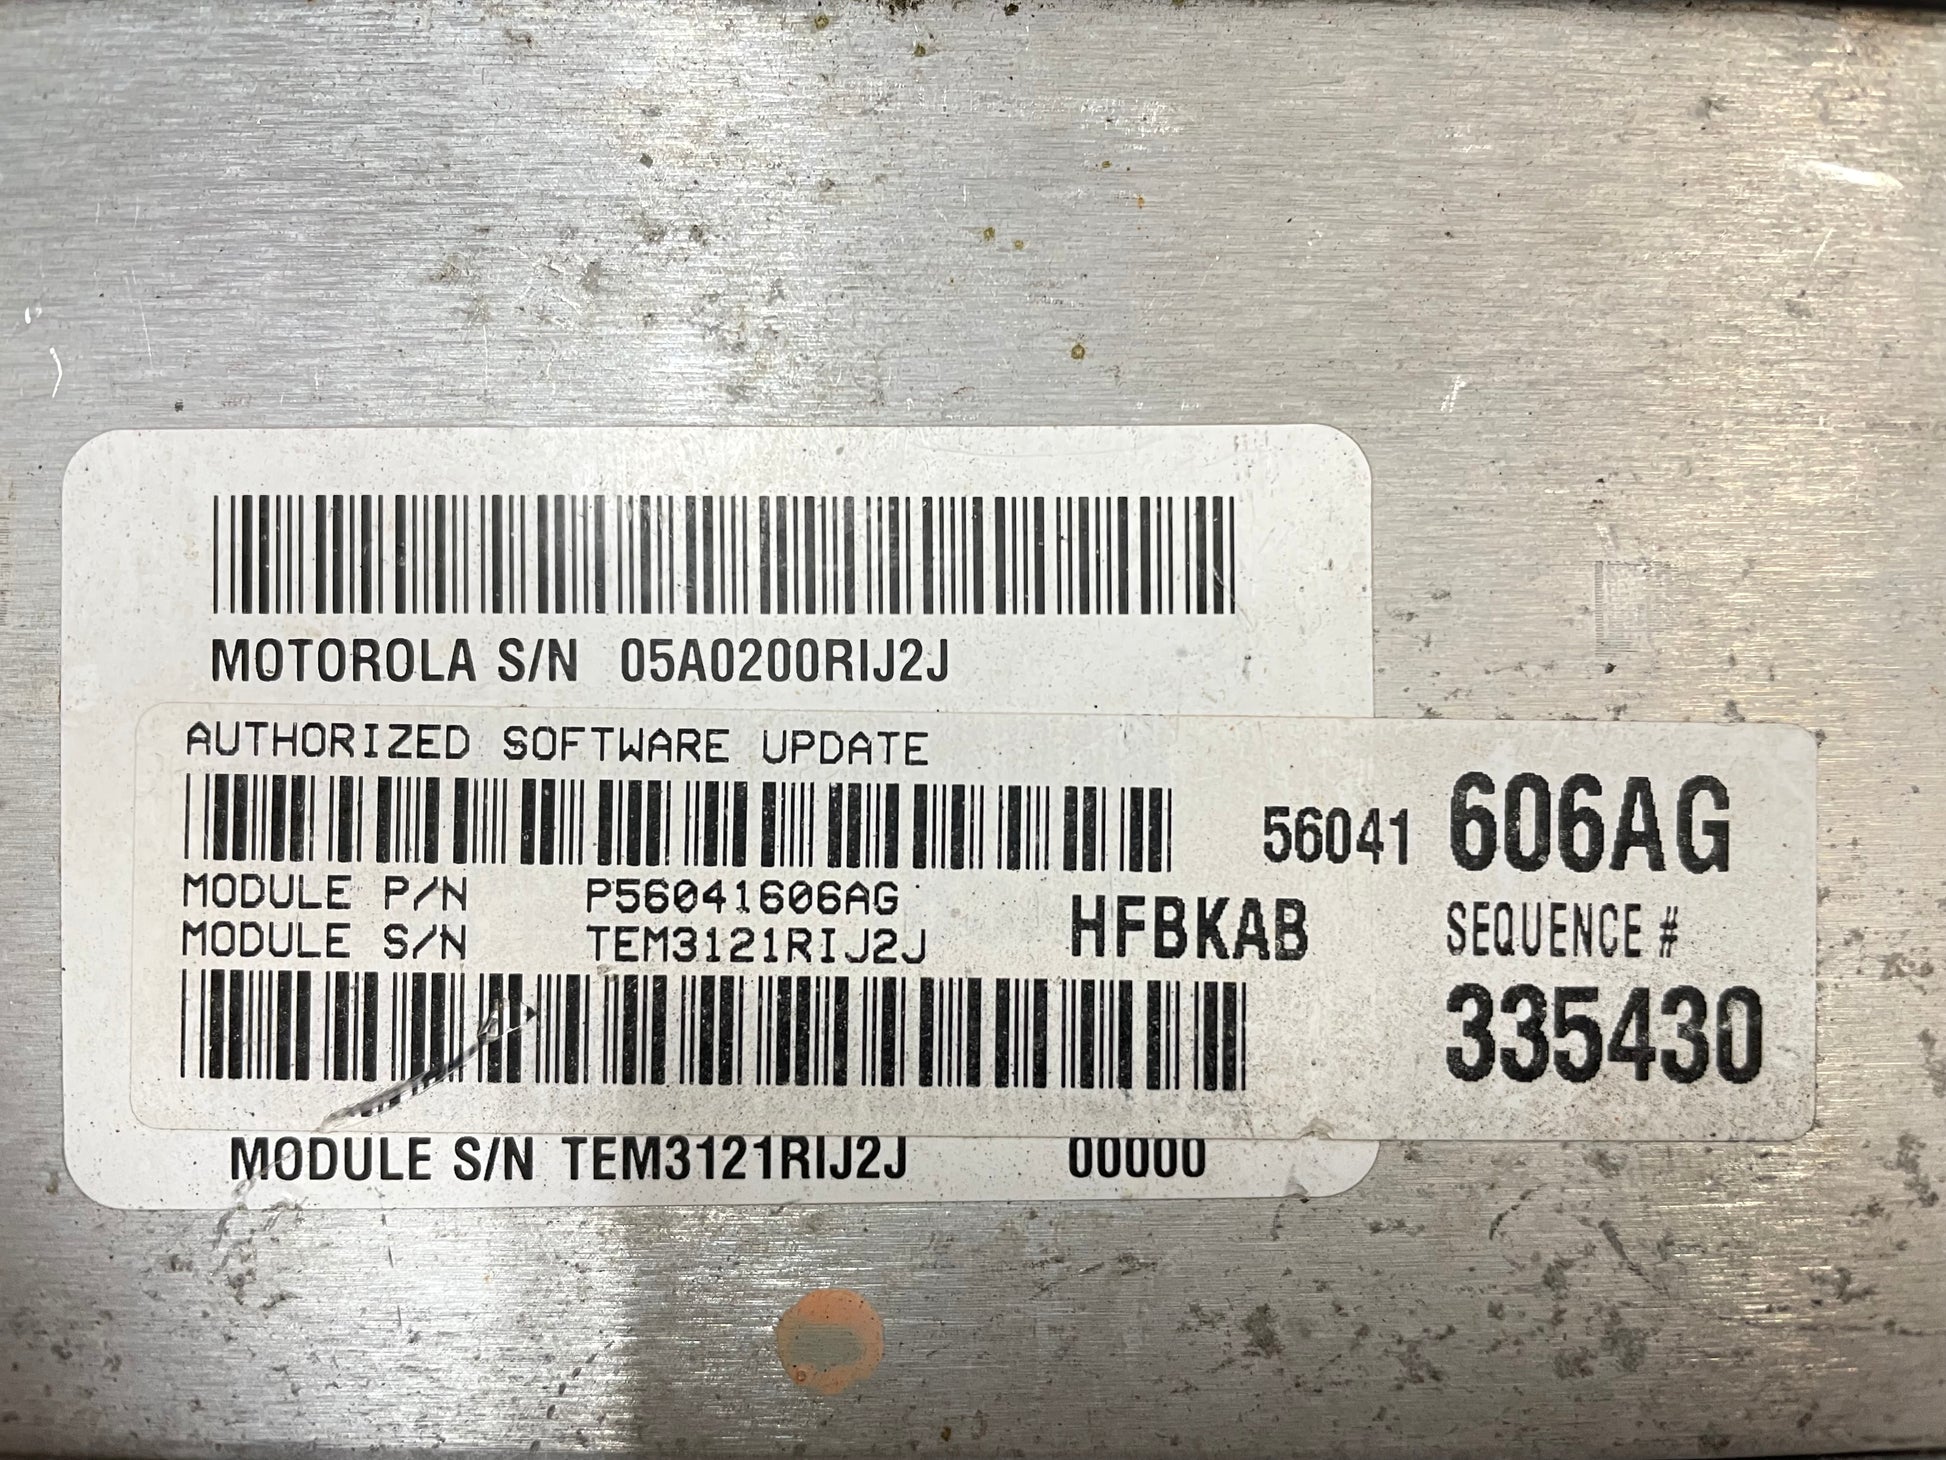 MOTOROLA S/N 05A0200RIJ2J
AUTHORIZED SOFTWARE UPDATE
56041 606AG
MODULE P/N P56041606AG
MODULE S/N TEM3121RIJ2J
HFBKAB
SEQUENCE #
335430
MODULE S/N TEM3121RIJ2J 00000